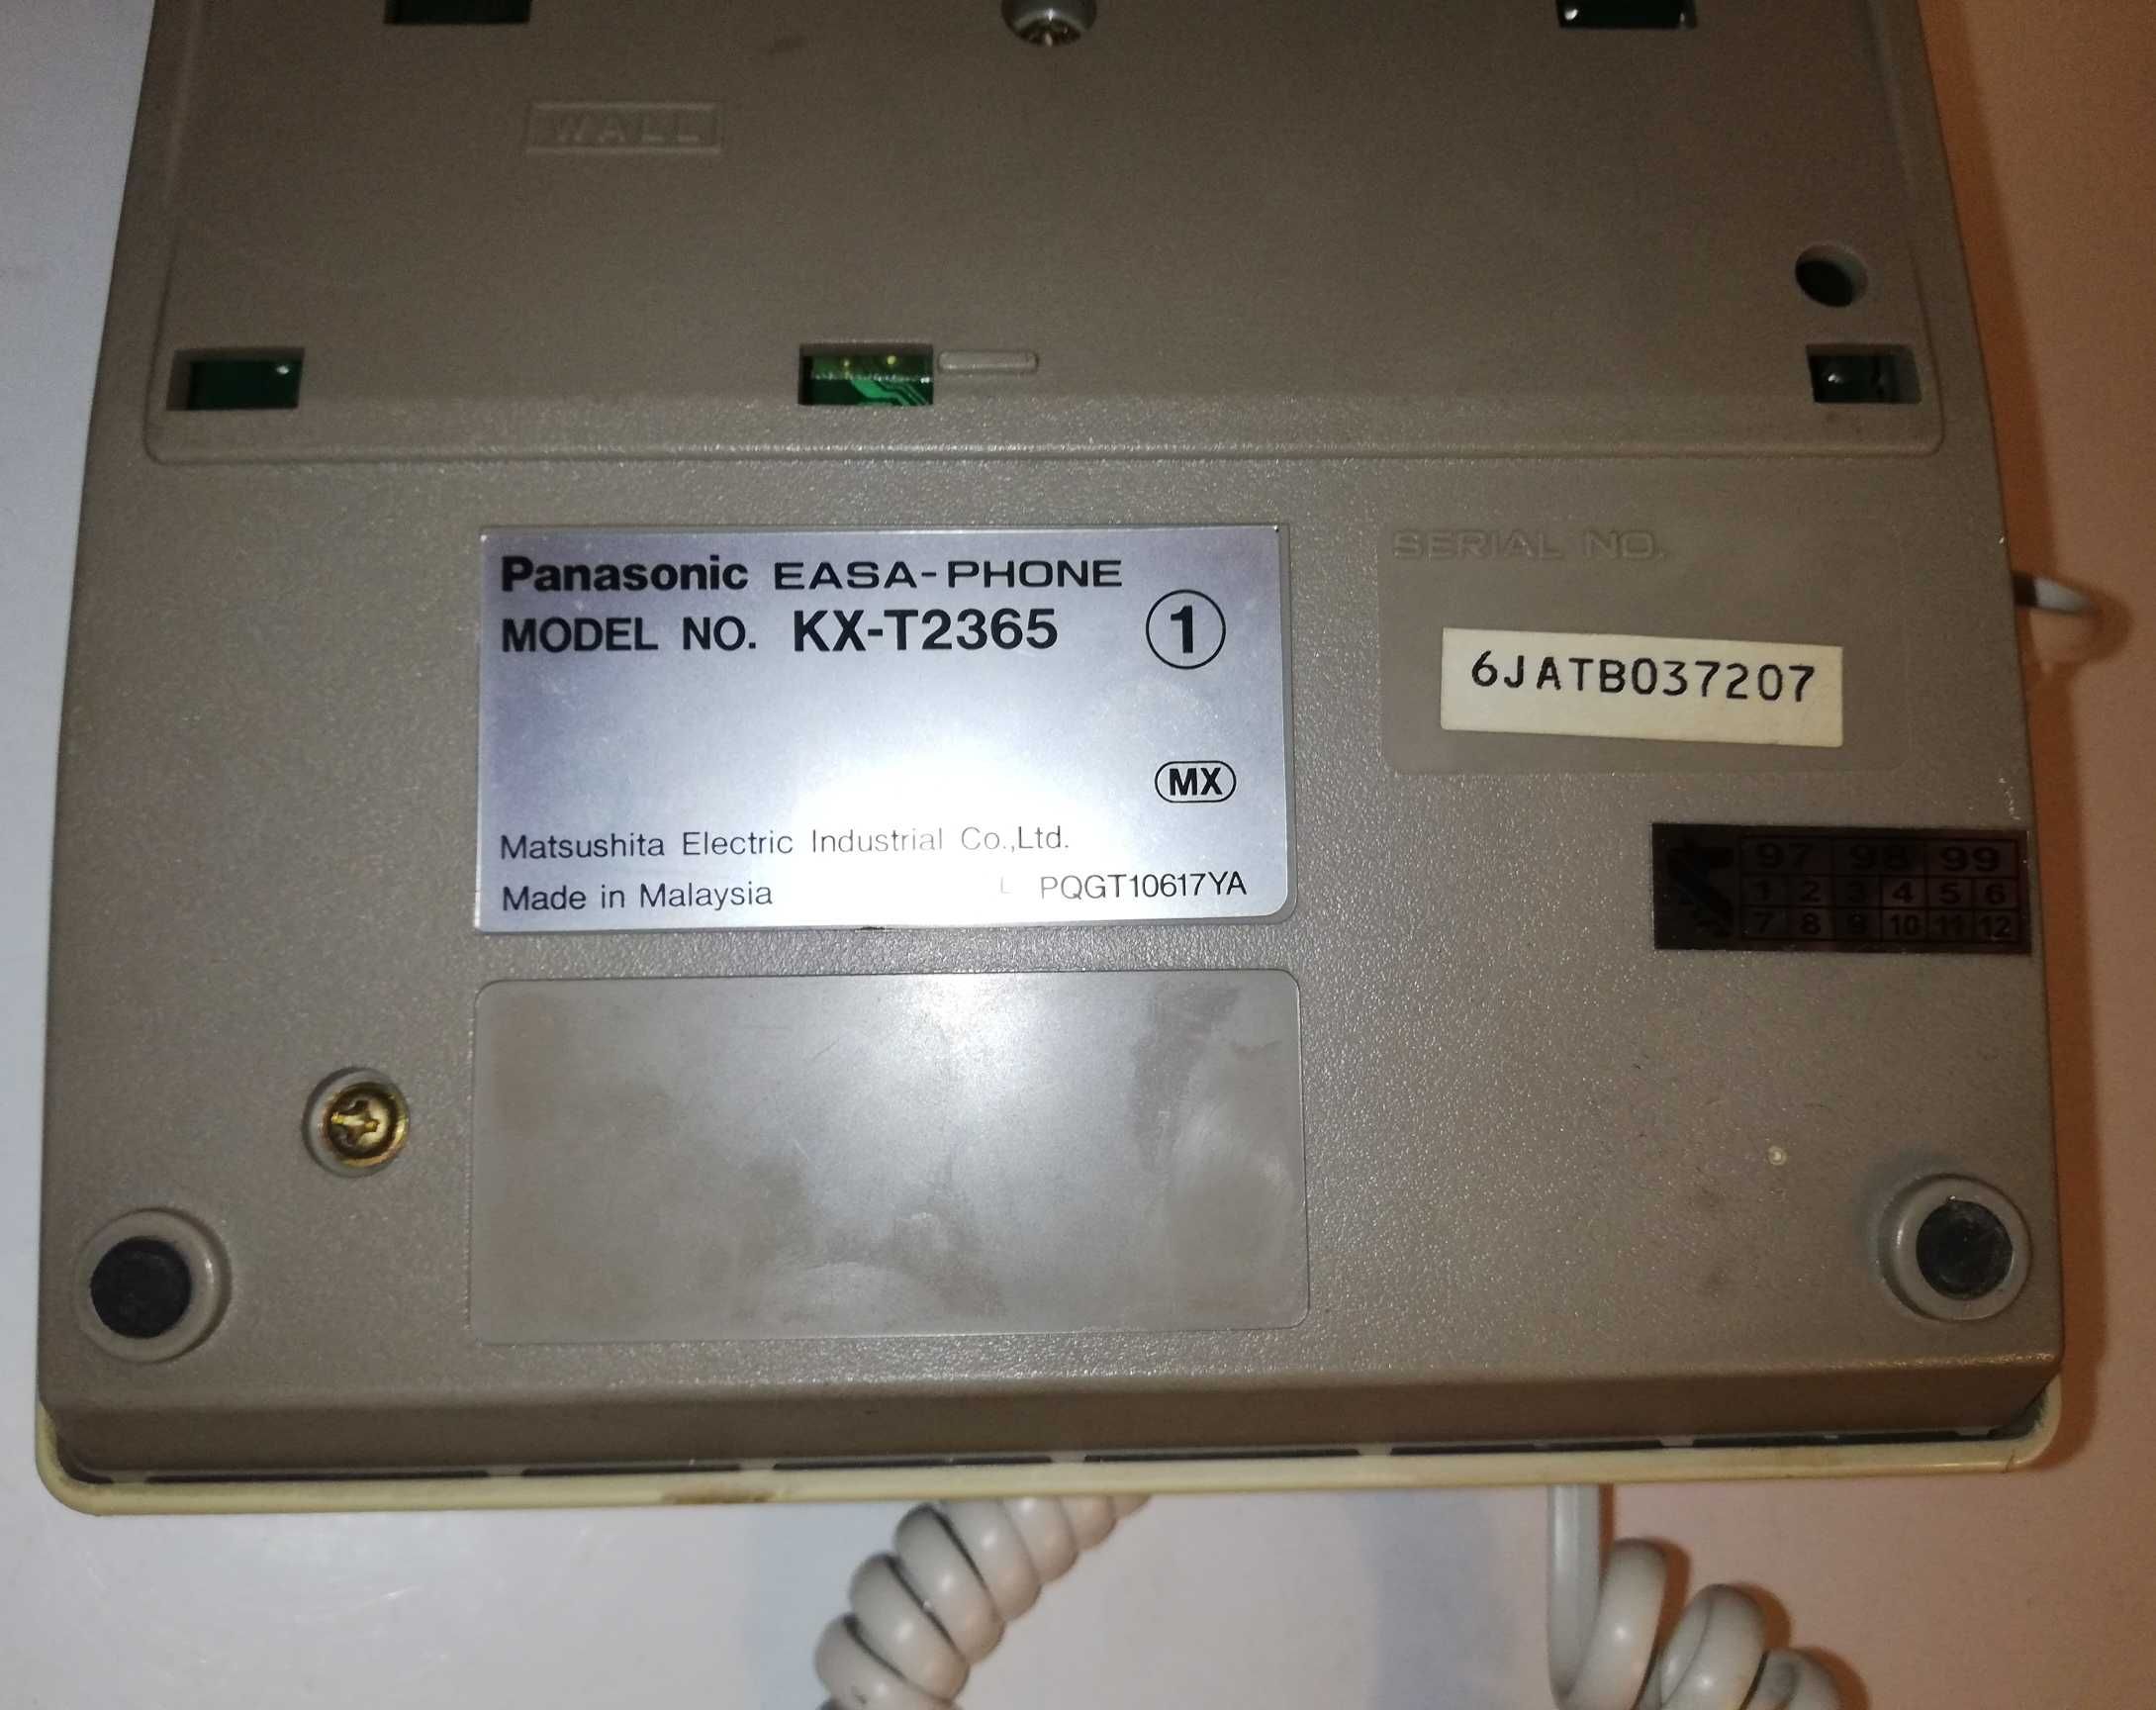 WALL
Panasonic EASA-PHONE
MODEL NO. KX-T2365 1
MX
Matsushita Electric Industrial Co.,Ltd.
Made in Malaysia L PQGT10617YA
SERIAL NO.
6JATB037207
97 98 99
1 2 3 4 5 6
7 8 9 10 11 12